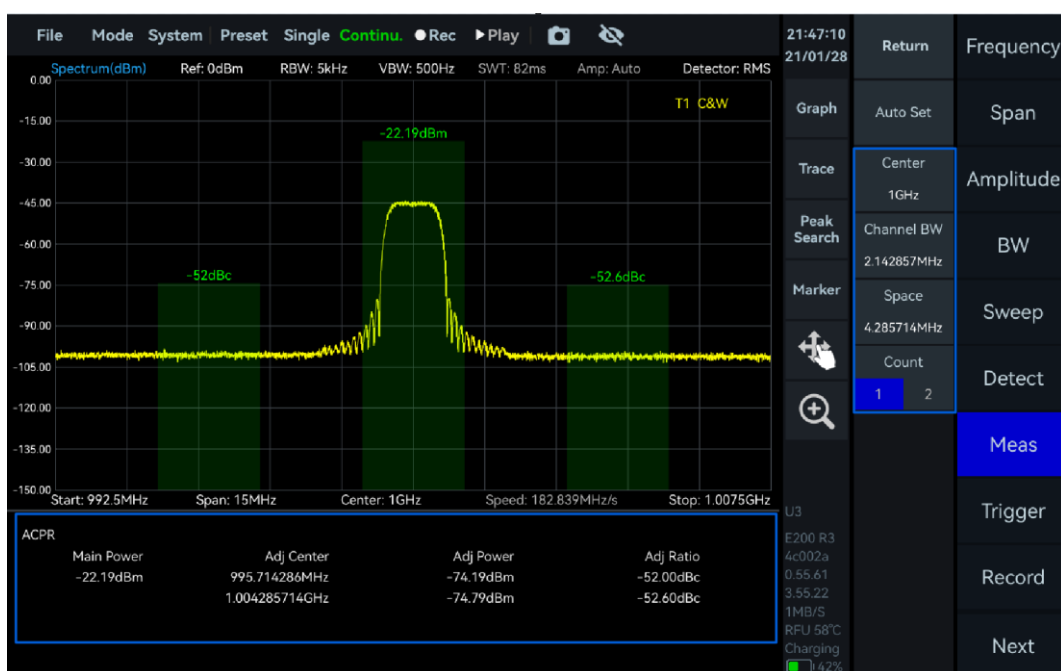 File Mode System Preset Single Continu. Rec Play
Spectrum(dBm) Ref: 0dBm RBW: 5kHz VBW: 500Hz SWT: 82ms Amp: Auto Detector: RMS
0.00
T1 C&W
-15.00
-22.19dBm
-30.00
-45.00
-60.00
-52dBc -52.6dBc
-75.00
-90.00
-105.00
-120.00
-135.00
-150.00
Start: 992.5MHz Span: 15MHz Center: 1GHz Speed: 182.839MHz/s Stop: 1.0075GHz
ACPR
Main Power Adj Center Adj Power Adj Ratio
-22.19dBm 995.714286MHz -74.19dBm -52.00dBc
1.004285714GHz -74.79dBm -52.60dBc
21:47:10
21/01/28
Graph
Trace
Peak
Search
Marker
U3
E200 R3
4c002a
0.55.61
3.55.22
1MB/S
RFU 58°C
Charging
42%
Return
Auto Set
Center
1GHz
Channel BW
2.142857MHz
Space
4.285714MHz
Count
1 2
Frequency
Span
Amplitude
BW
Sweep
Detect
Meas
Trigger
Record
Next